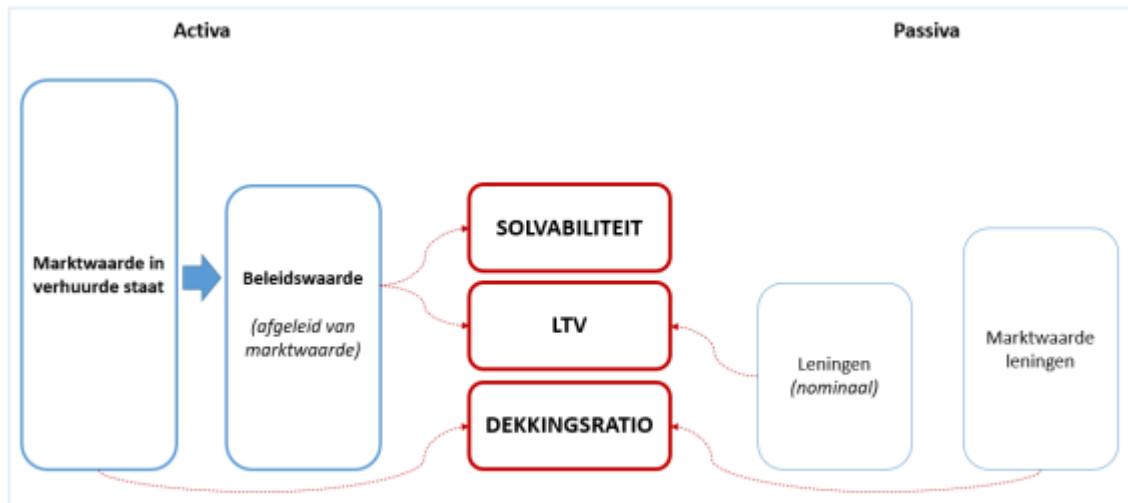 Activa
Passiva
Marktwaarde in
verhuurde staat
Beleidswaarde
(afgeleid van
marktwaarde)
SOLVABILITEIT
LTV
DEKKINGSRATIO
Leningen
(nominaal)
Marktwaarde
leningen